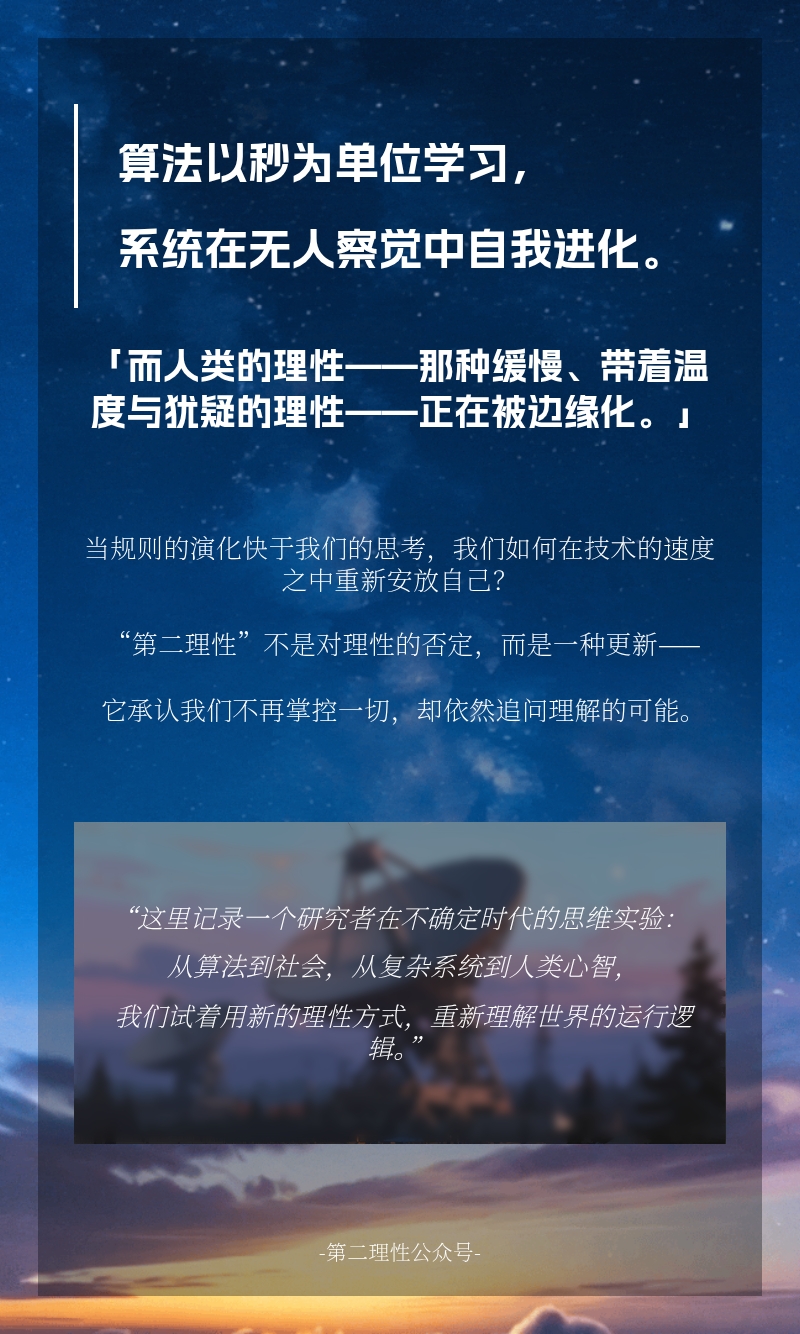 算法以秒为单位学习，
系统在无人察觉中自我进化。
「而人类的理性——那种缓慢、带着温
度与犹疑的理性——正在被边缘化。」
当规则的演化快于我们的思考，我们如何在技术的速度
之中重新安放自己？
“第二理性”不是对理性的否定，而是一种更新——
它承认我们不再掌控一切，却依然追问理解的可能。
“这里记录一个研究者在不确定时代的思维实验：
从算法到社会，从复杂系统到人类心智，
我们试着用新的理性方式，重新理解世界的运行逻
辑。”
-第二理性公众号-